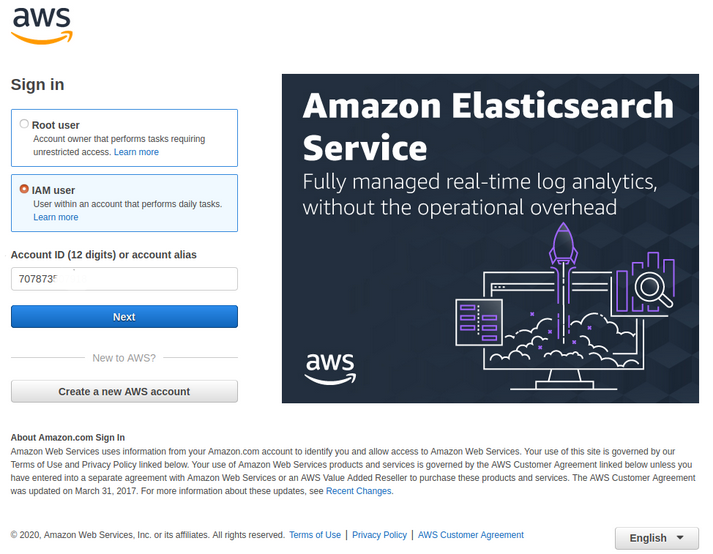 aws
Sign in
Root user
Account owner that performs tasks requiring
unrestricted access. Learn more
IAM user
User within an account that performs daily tasks.
Learn more
Account ID (12 digits) or account alias
707873
Next
New to AWS?
Create a new AWS account
Amazon Elasticsearch
Service
Fully managed real-time log analytics,
without the operational overhead
aws
About Amazon.com Sign In
Amazon Web Services uses information from your Amazon.com account to identify you and allow access to Amazon Web Services. Your use of this site is governed by our
Terms of Use and Privacy Policy linked below. Your use of Amazon Web Services products and services is governed by the AWS Customer Agreement linked below unless you
have entered into a separate agreement with Amazon Web Services or an AWS Value Added Reseller to purchase these products and services. The AWS Customer Agreement
was updated on March 31, 2017. For more information about these updates, see Recent Changes.
© 2020, Amazon Web Services, Inc. or its affiliates. All rights reserved. Terms of Use | Privacy Policy | AWS Customer Agreement
English